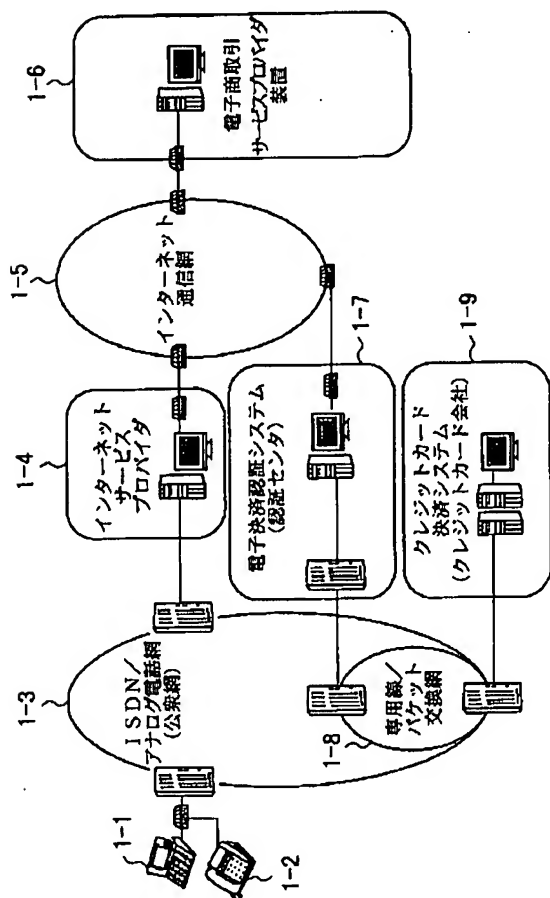 1-1
1-2
1-3
ISDN/
アナログ電話網
(公衆網)
1-4
インターネット
サービス
プロバイダ
1-5
インターネット
通信網
1-6
電子商取引
サービスプロバイダ
装置
1-7
電子決済認証システム
(認証センタ)
1-8
専用線/
パケット
交換網
1-9
クレジットカード
決済システム
(クレジットカード会社)